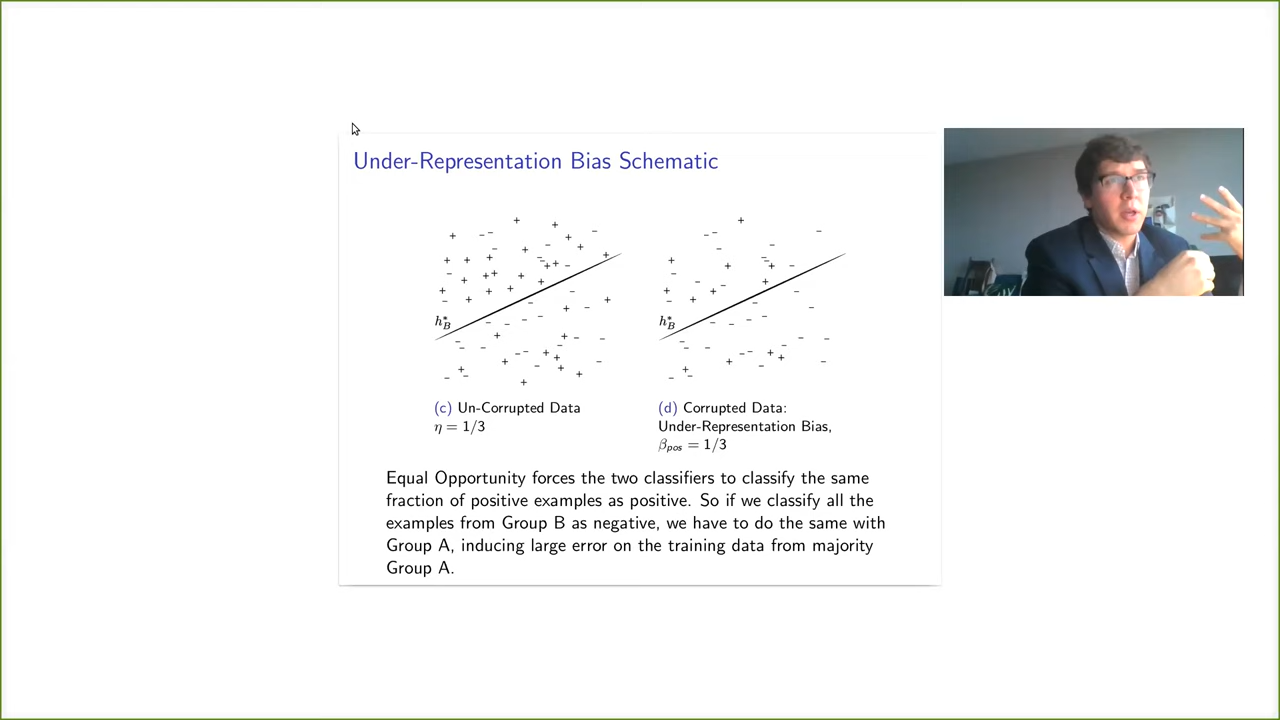 Under-Representation Bias Schematic
h*_B
h*_B
(c) Un-Corrupted Data
η = 1/3
(d) Corrupted Data:
Under-Representation Bias,
β_pos = 1/3
Equal Opportunity forces the two classifiers to classify the same
fraction of positive examples as positive. So if we classify all the
examples from Group B as negative, we have to do the same with
Group A, inducing large error on the training data from majority
Group A.